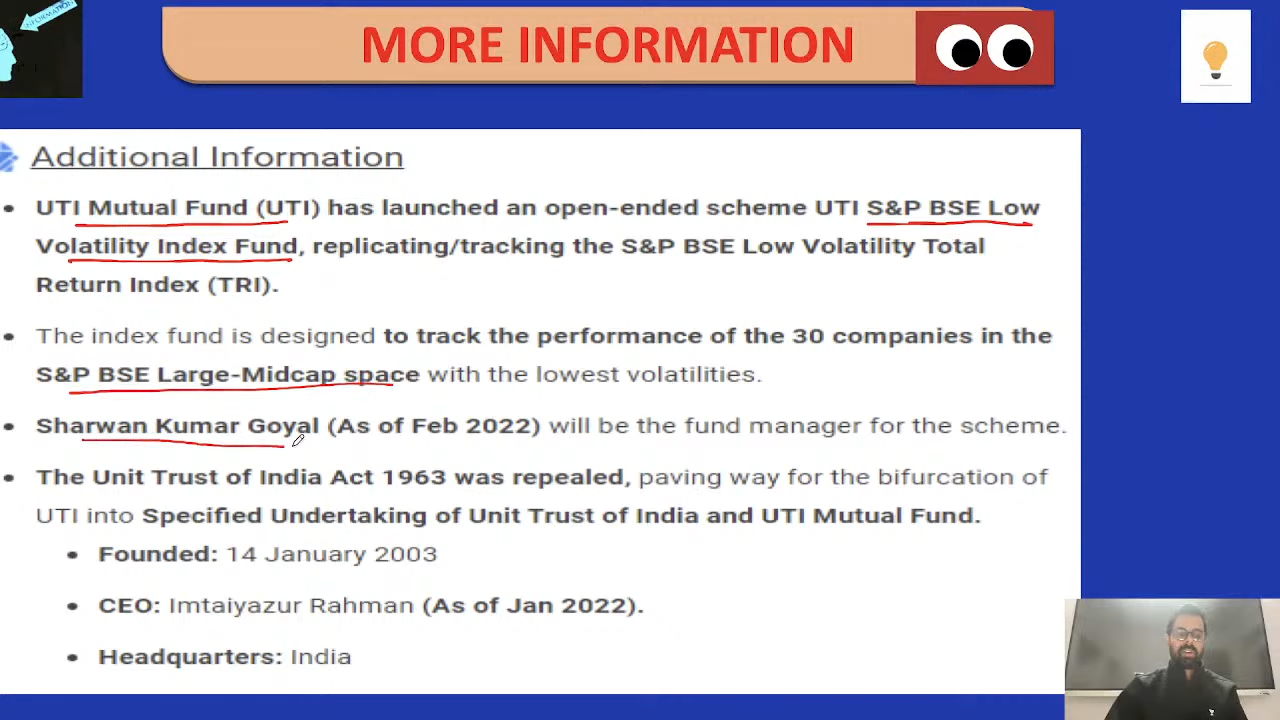 INFORMATION
MORE INFORMATION
Additional Information
• UTI Mutual Fund (UTI) has launched an open-ended scheme UTI S&P BSE Low
Volatility Index Fund, replicating/tracking the S&P BSE Low Volatility Total
Return Index (TRI).
• The index fund is designed to track the performance of the 30 companies in the
S&P BSE Large-Midcap space with the lowest volatilities.
• Sharwan Kumar Goyal (As of Feb 2022) will be the fund manager for the scheme.
• The Unit Trust of India Act 1963 was repealed, paving way for the bifurcation of
UTI into Specified Undertaking of Unit Trust of India and UTI Mutual Fund.
• Founded: 14 January 2003
• CEO: Imtaiyazur Rahman (As of Jan 2022).
• Headquarters: India